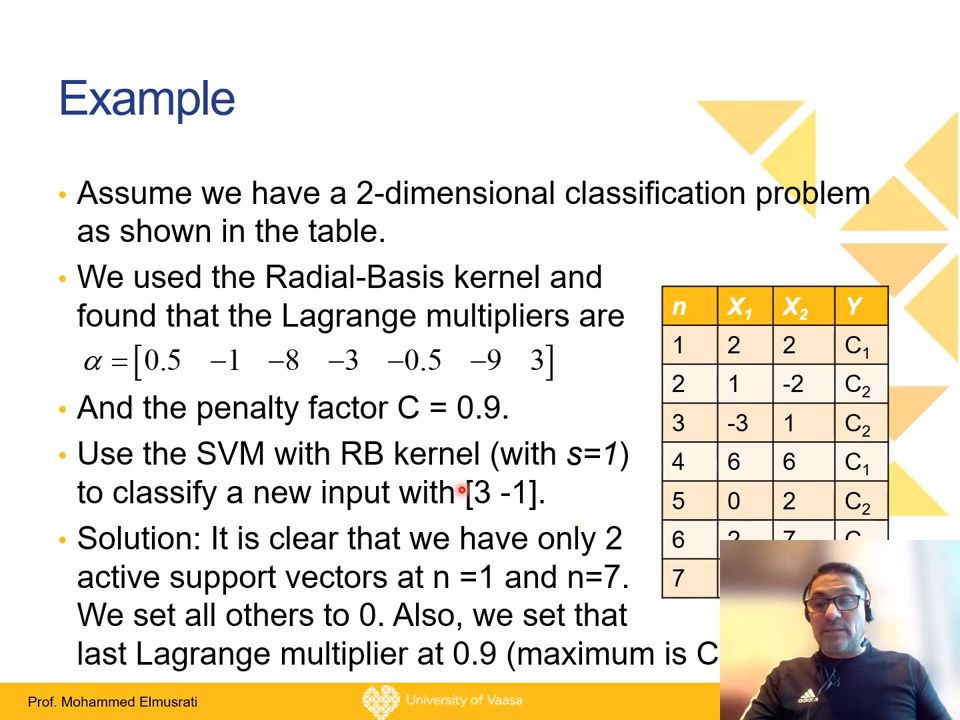 Example
• Assume we have a 2-dimensional classification problem
as shown in the table.
• We used the Radial-Basis kernel and
found that the Lagrange multipliers are
α = [0.5 −1 −8 −3 −0.5 −9 3]
• And the penalty factor C = 0.9.
• Use the SVM with RB kernel (with s=1)
to classify a new input with [3 -1].
• Solution: It is clear that we have only 2
active support vectors at n =1 and n=7.
We set all others to 0. Also, we set that
last Lagrange multiplier at 0.9 (maximum is C
n X₁ X₂ Y
1 2 2 C₁
2 1 -2 C₂
3 -3 1 C₂
4 6 6 C₁
5 0 2 C₂
6 2 7
7
Prof. Mohammed Elmusrati
University of Vaasa
adidas